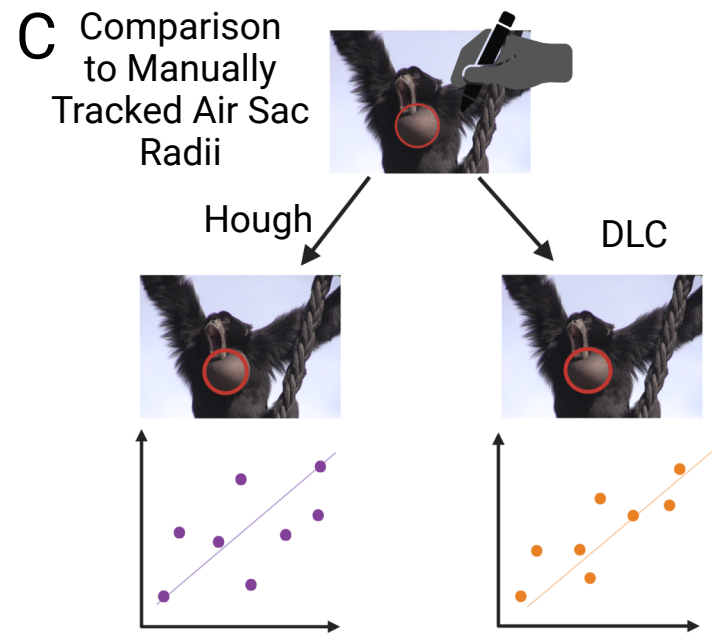 C Comparison
to Manually
Tracked Air Sac
Radii
Hough
DLC